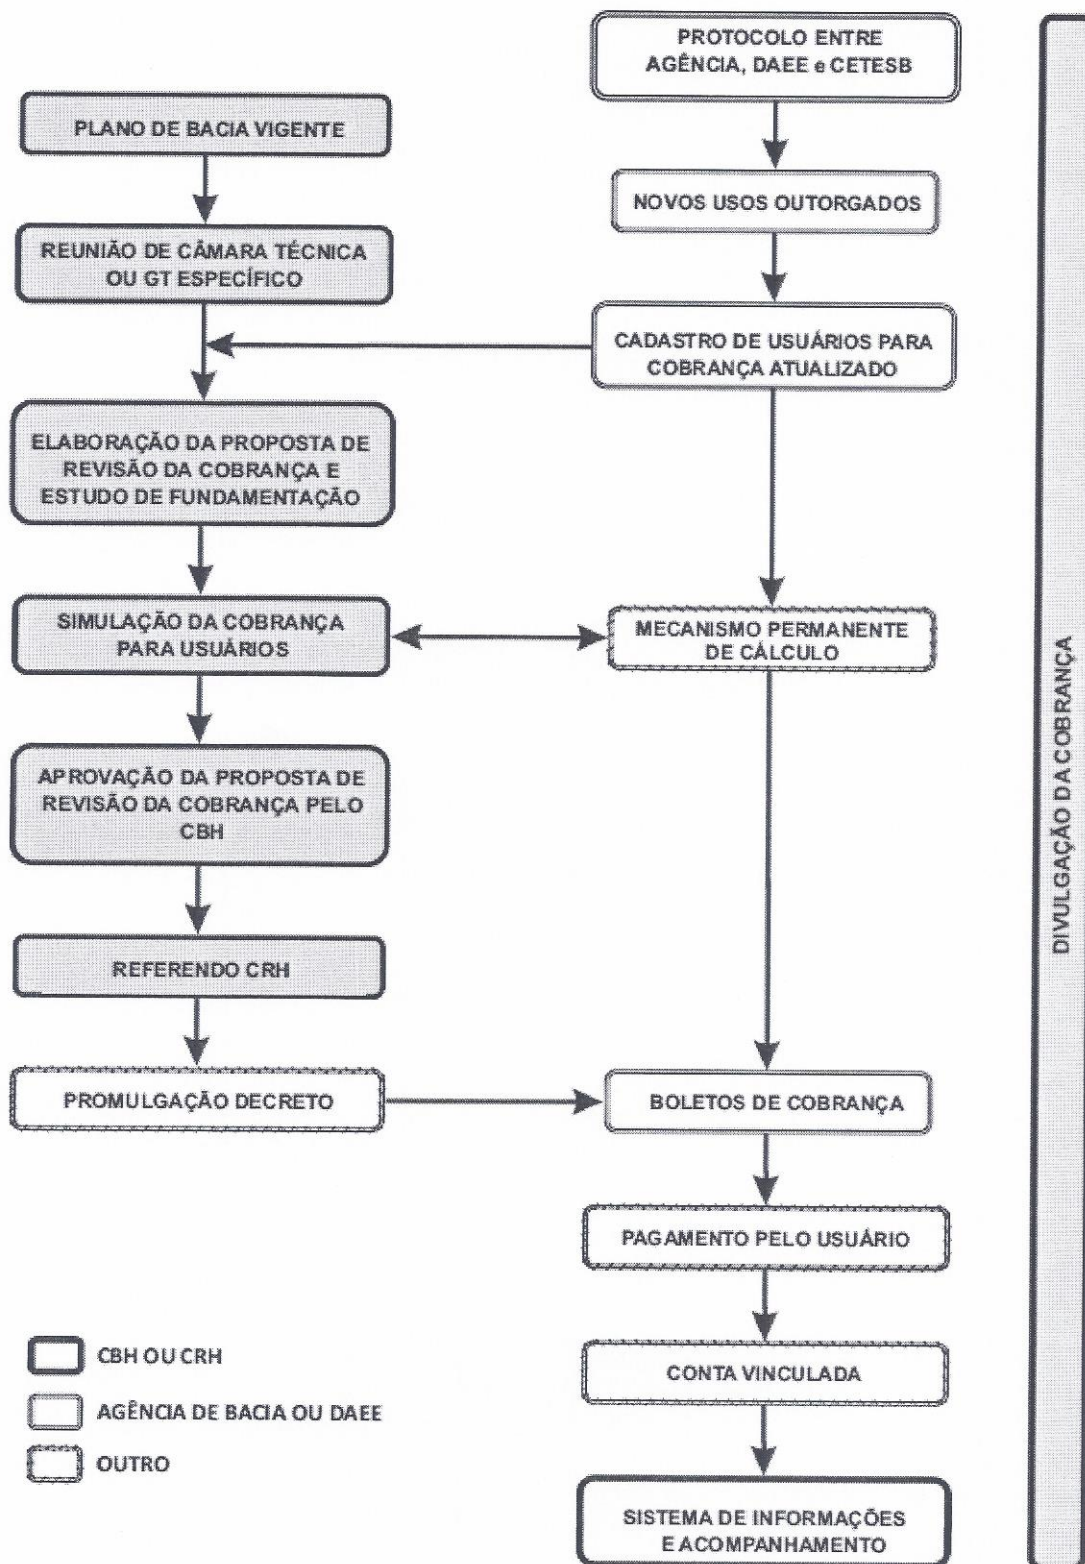 PLANO DE BACIA VIGENTE
REUNIÃO DE CÂMARA TÉCNICA
OU GT ESPECÍFICO
ELABORAÇÃO DA PROPOSTA DE
REVISÃO DA COBRANÇA E
ESTUDO DE FUNDAMENTAÇÃO
SIMULAÇÃO DA COBRANÇA
PARA USUÁRIOS
APROVAÇÃO DA PROPOSTA DE
REVISÃO DA COBRANÇA PELO
CBH
REFERENDO CRH
PROMULGAÇÃO DECRETO
PROTOCOLO ENTRE
AGÊNCIA, DAEE e CETESB
NOVOS USOS OUTORGADOS
CADASTRO DE USUÁRIOS PARA
COBRANÇA ATUALIZADO
MECANISMO PERMANENTE
DE CÁLCULO
BOLETOS DE COBRANÇA
PAGAMENTO PELO USUÁRIO
CONTA VINCULADA
SISTEMA DE INFORMAÇÕES
E ACOMPANHAMENTO
DIVULGAÇÃO DA COBRANÇA
CBH OU CRH
AGÊNCIA DE BACIA OU DAEE
OUTRO